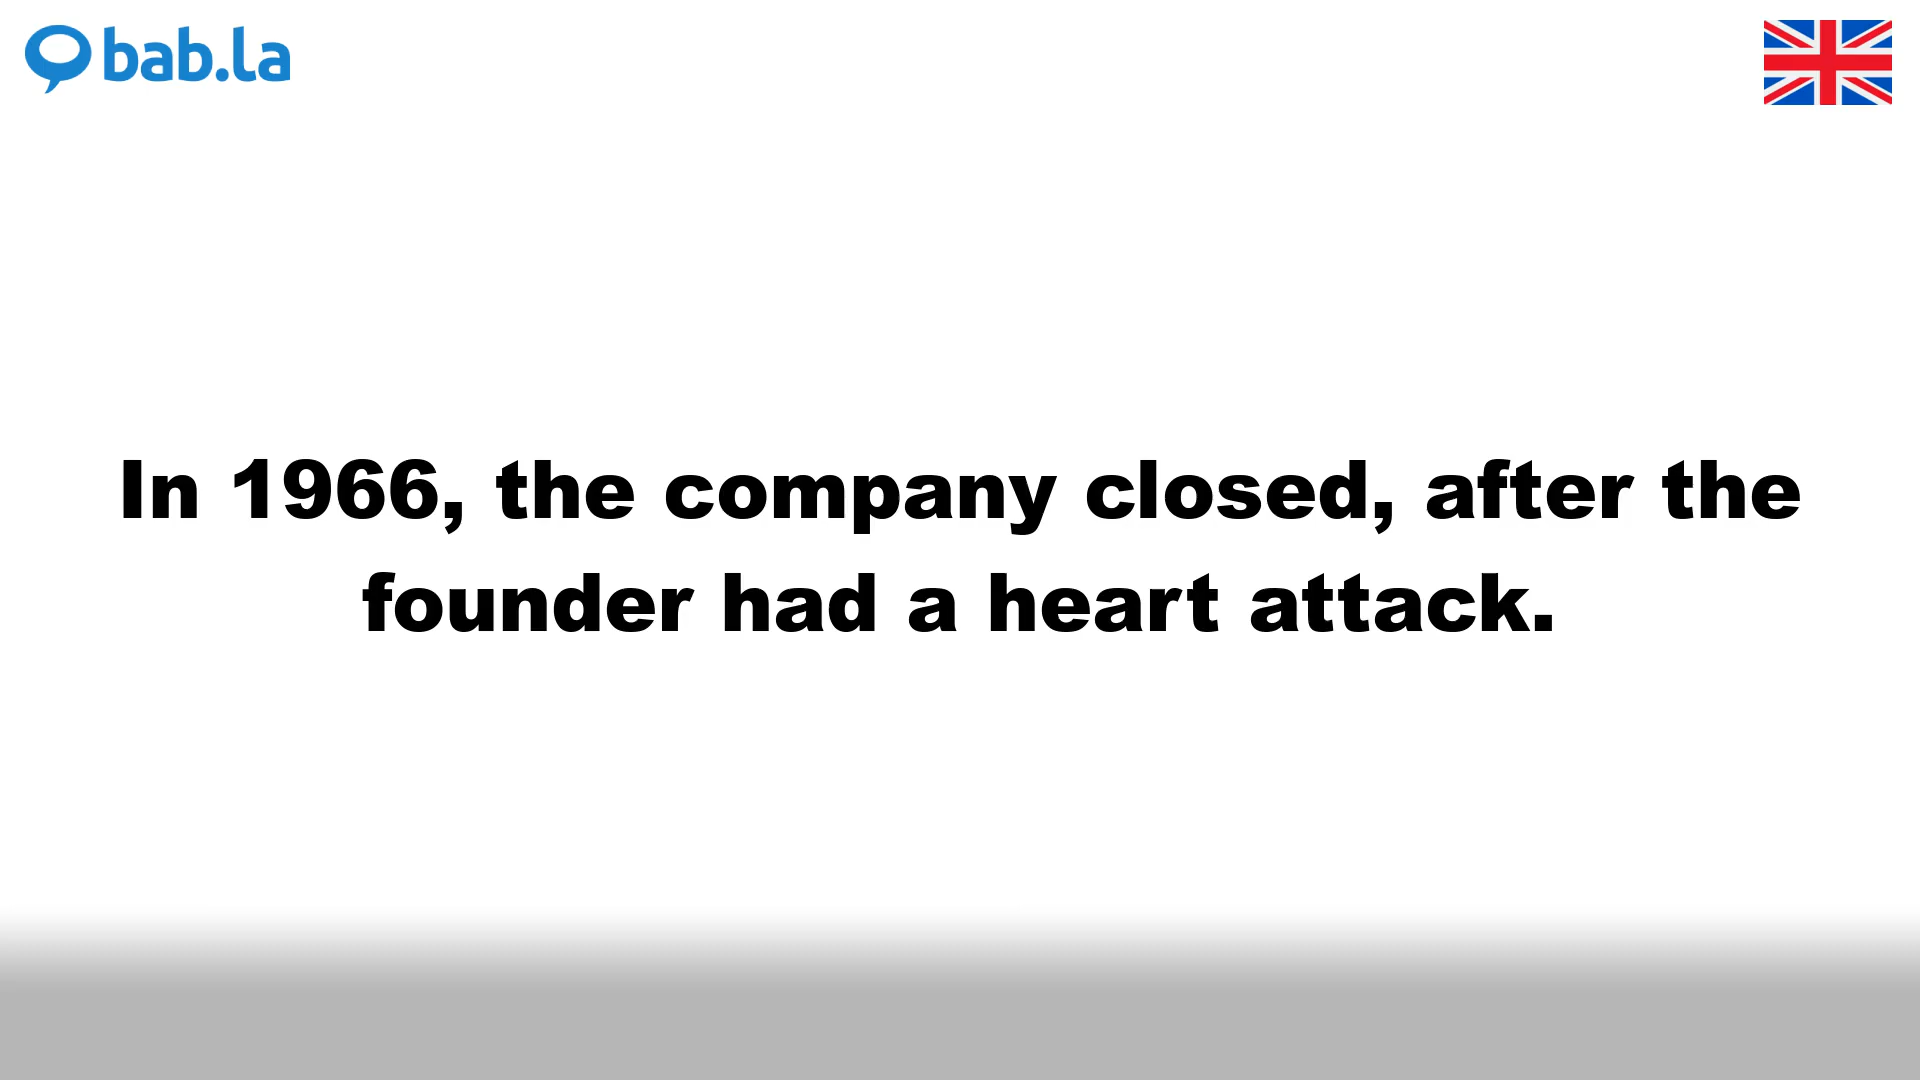 bab.la
In 1966, the company closed, after the
founder had a heart attack.